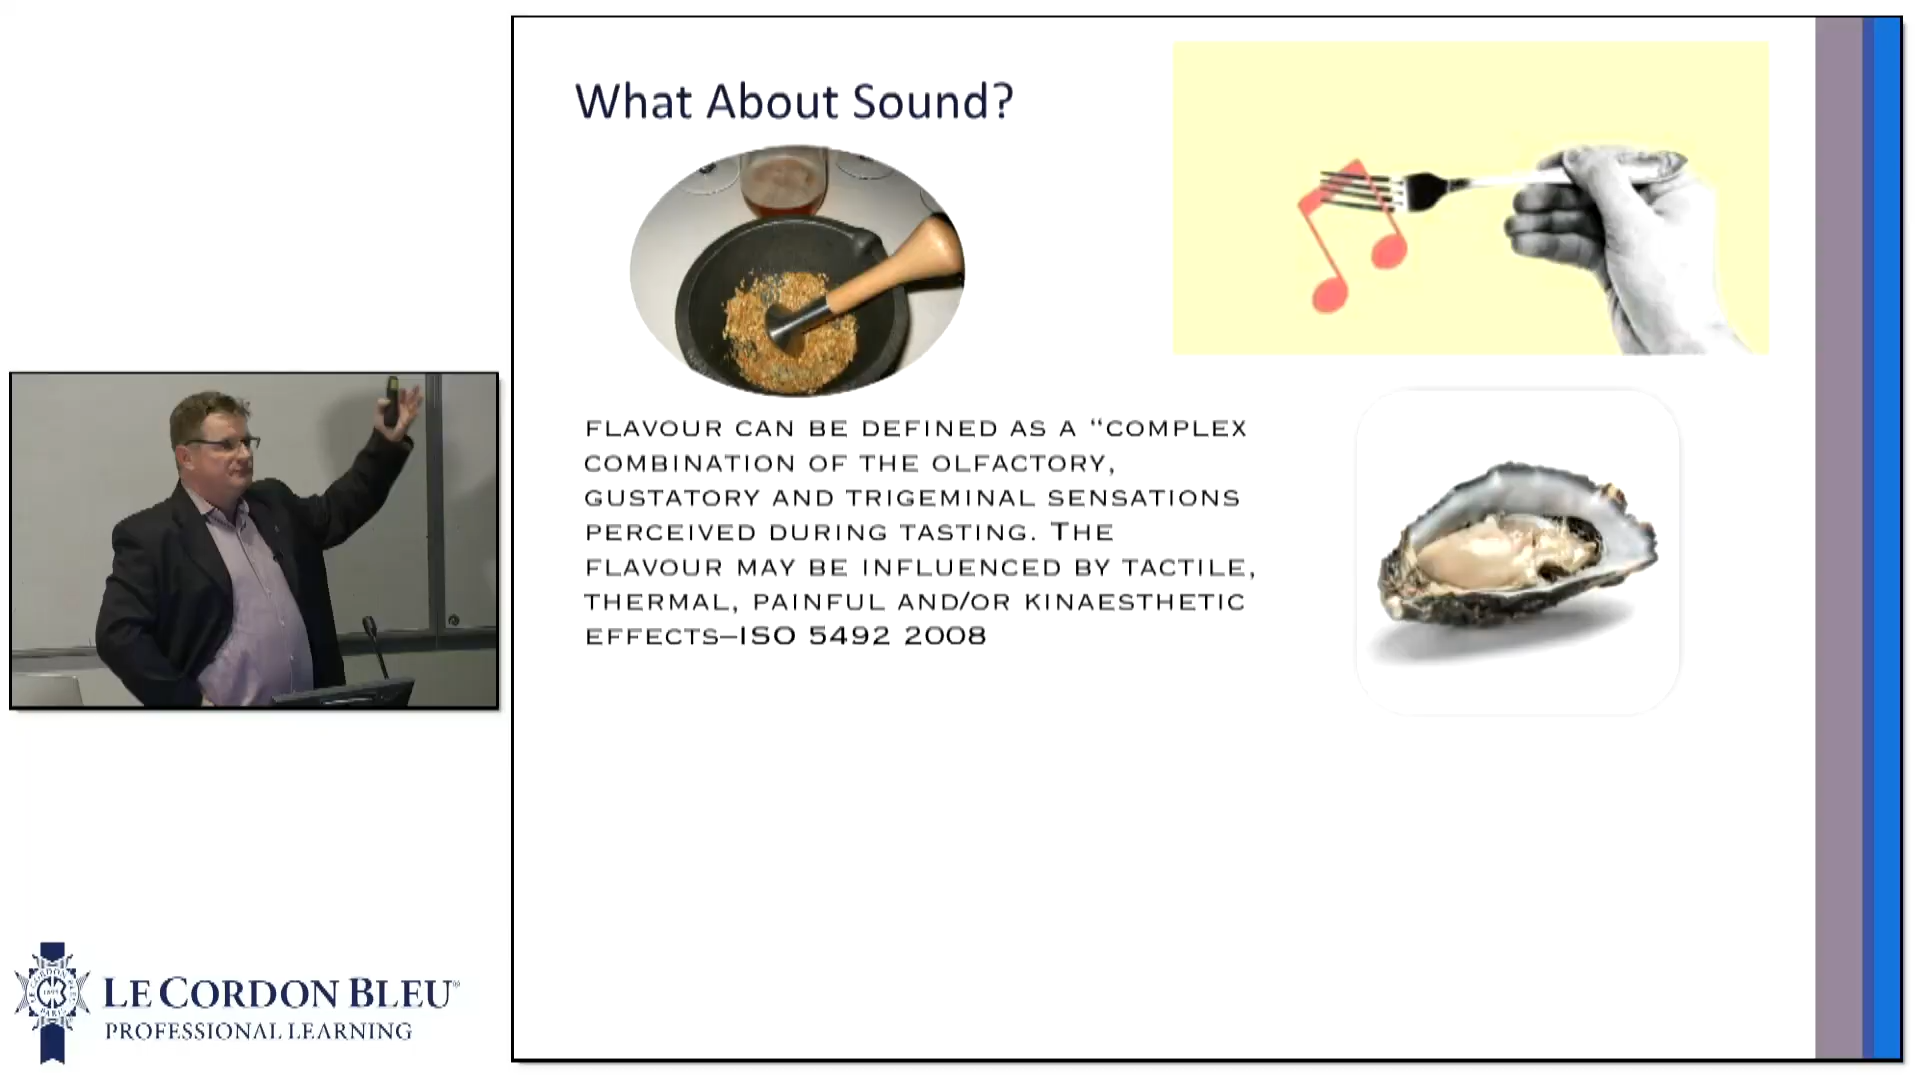 What About Sound?
FLAVOUR CAN BE DEFINED AS A “COMPLEX
COMBINATION OF THE OLFACTORY,
GUSTATORY AND TRIGEMINAL SENSATIONS
PERCEIVED DURING TASTING. THE
FLAVOUR MAY BE INFLUENCED BY TACTILE,
THERMAL, PAINFUL AND/OR KINAESTHETIC
EFFECTS–ISO 5492 2008
LE CORDON BLEU®
PROFESSIONAL LEARNING